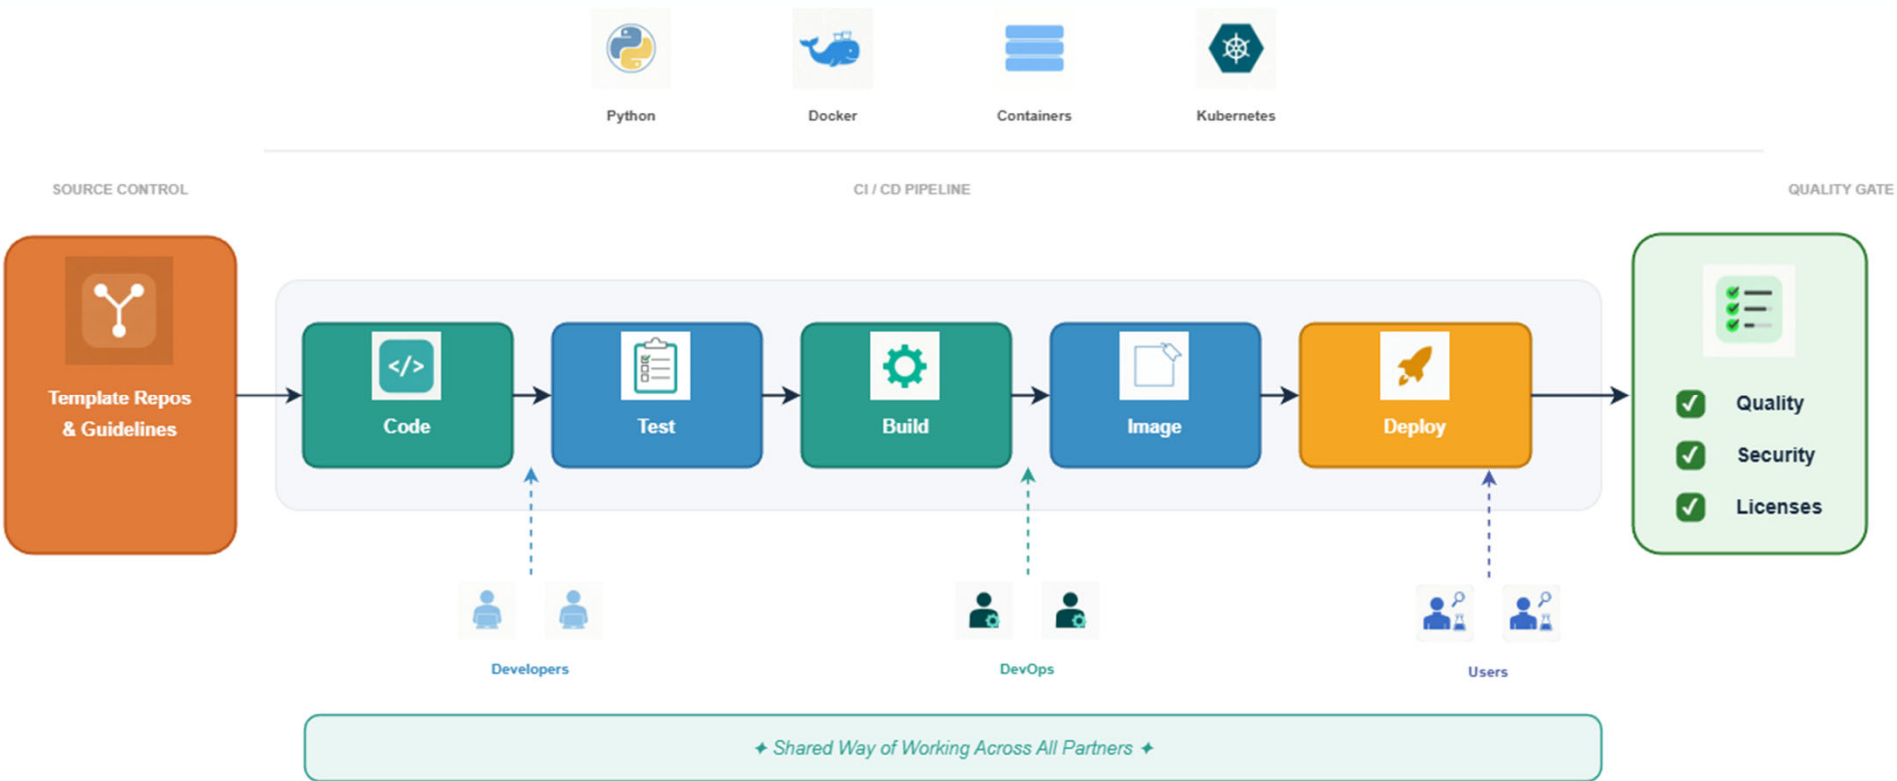 Python
Docker
Containers
Kubernetes
SOURCE CONTROL
CI / CD PIPELINE
QUALITY GATE
Template Repos
& Guidelines
</>
Code
Test
Build
Image
Deploy
Quality
Security
Licenses
Developers
DevOps
Users
✦ Shared Way of Working Across All Partners ✦